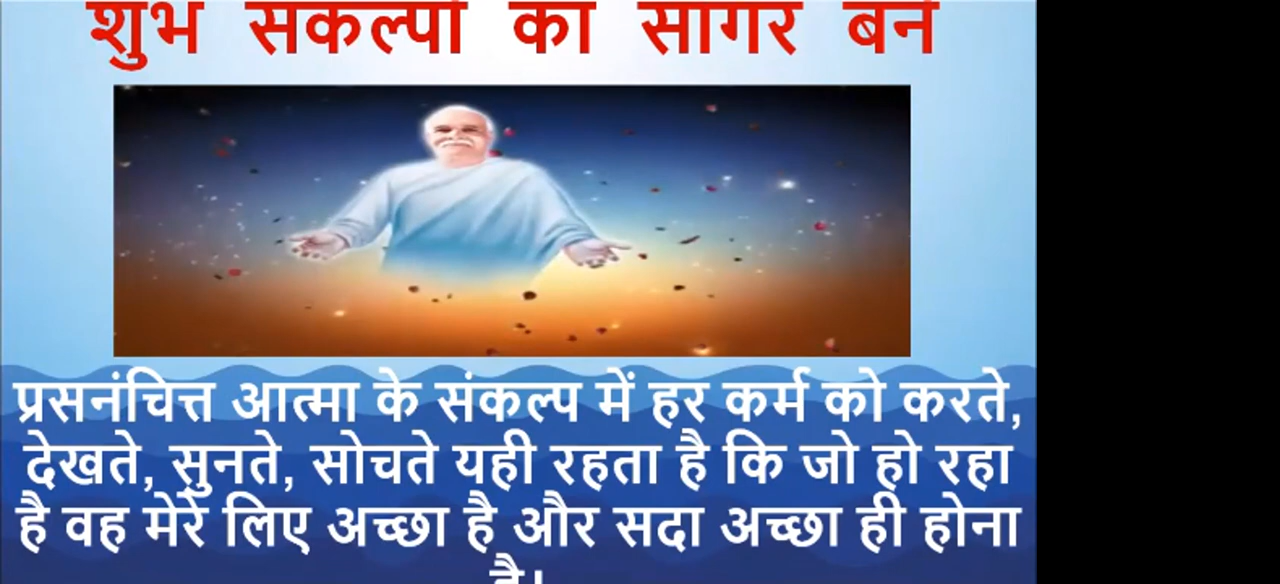 शुभ संकल्पों का सागर बनें
प्रसनंचित्त आत्मा के संकल्प में हर कर्म को करते,
देखते, सुनते, सोचते यही रहता है कि जो हो रहा
है वह मेरे लिए अच्छा है और सदा अच्छा ही होना
है।